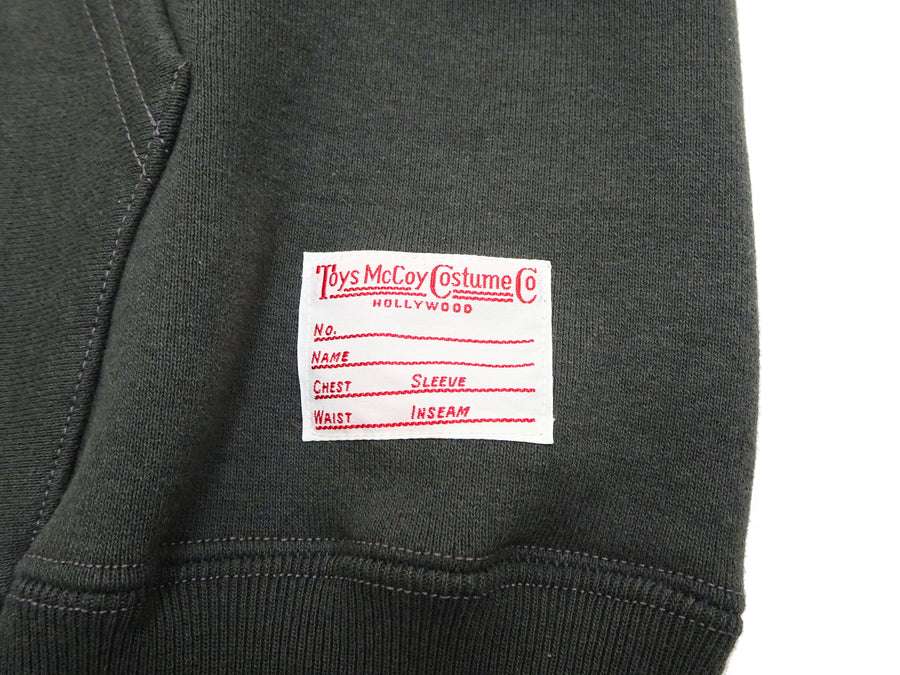 Toys McCoy Costume Co
HOLLYWOOD
No.
NAME
CHEST SLEEVE
WAIST INSEAM